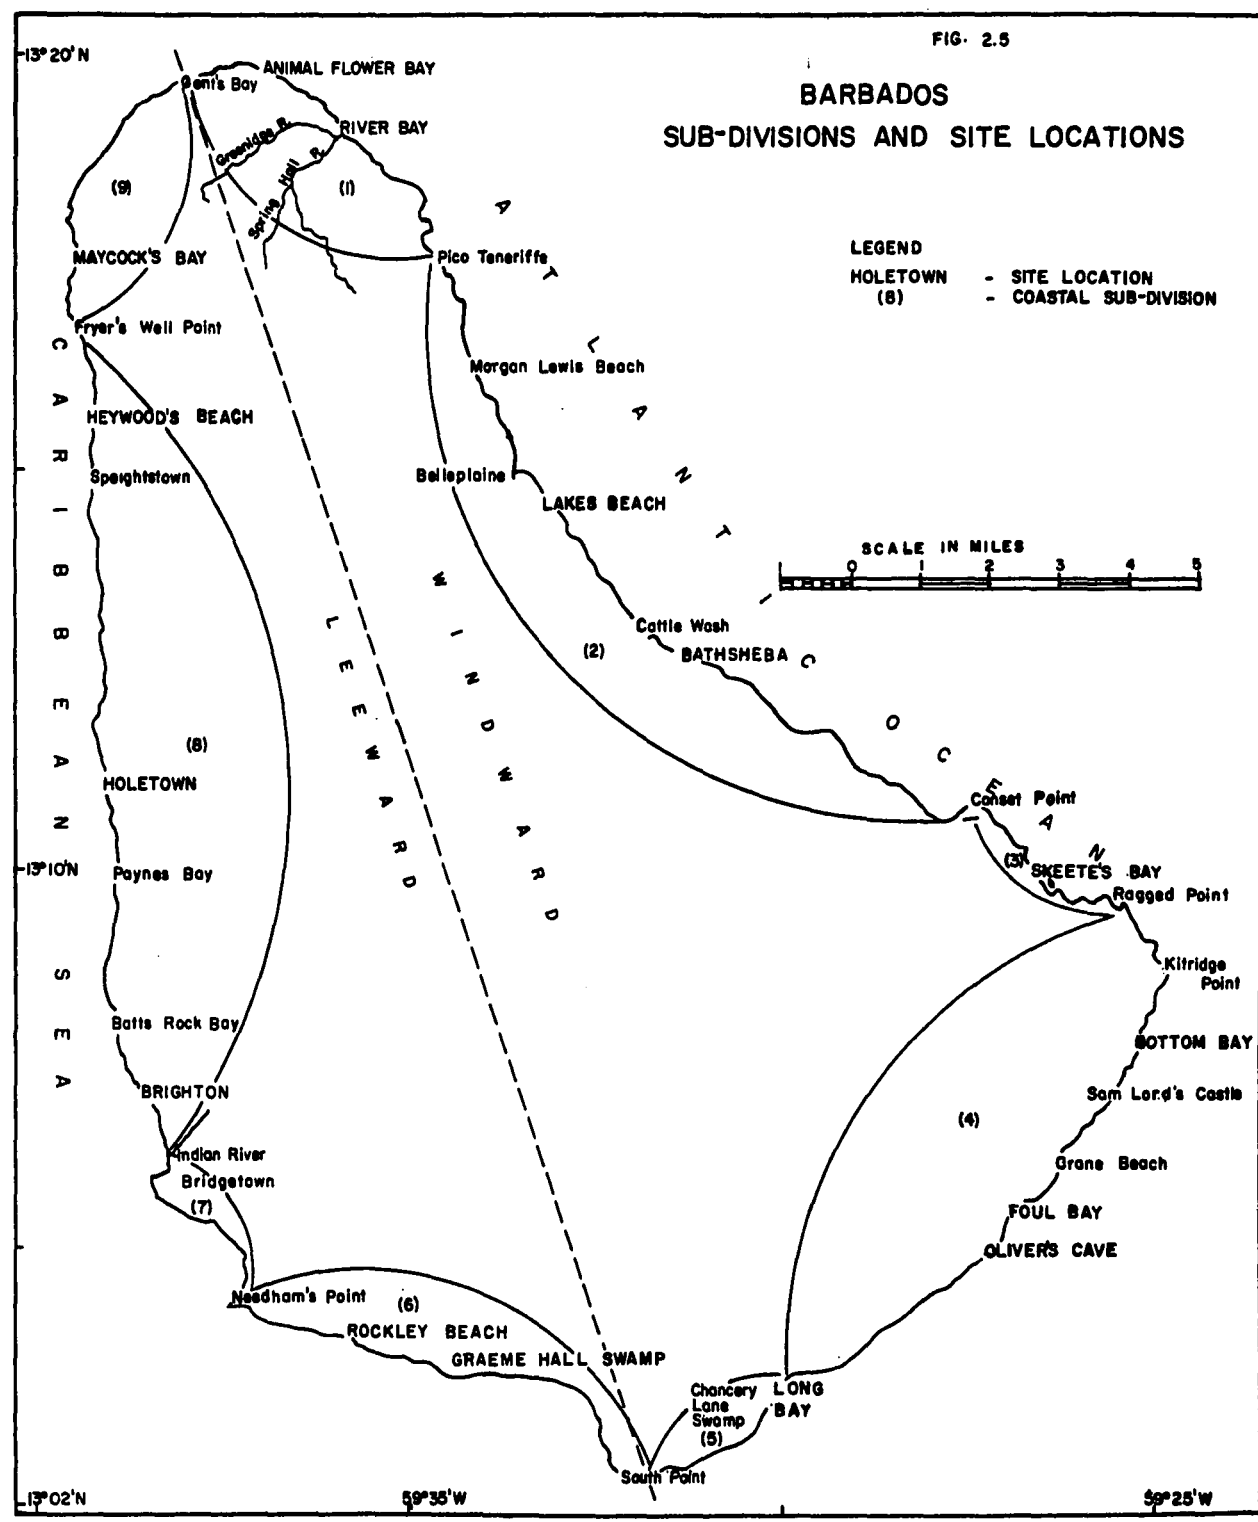 FIG. 2.5
BARBADOS
SUB-DIVISIONS AND SITE LOCATIONS
LEGEND
HOLETOWN - SITE LOCATION
(8) - COASTAL SUB-DIVISION
SCALE IN MILES
0 1 2 3 4 5
13°20'N
Gent's Bay
ANIMAL FLOWER BAY
Greenidge R.
RIVER BAY
Spring Hall R.
(9)
(1)
MAYCOCK'S BAY
Pico Teneriffe
Fryer's Well Point
Morgan Lewis Beach
HEYWOOD'S BEACH
Speightstown
Belleplaine
LAKES BEACH
ATLANTIC OCEAN
CARIBBEAN SEA
LEEWARD
WINDWARD
Cattle Wash
(2)
BATHSHEBA
(8)
HOLETOWN
Conset Point
13°10'N
Paynes Bay
(3)
SKEETE'S BAY
Ragged Point
Kitridge
Point
Batts Rock Bay
BOTTOM BAY
BRIGHTON
Sam Lord's Castle
(4)
Indian River
Crane Beach
Bridgetown
(7)
FOUL BAY
OLIVER'S CAVE
Needham's Point
(6)
ROCKLEY BEACH
GRAEME HALL SWAMP
Chancery
Lane
Swamp
(5)
LONG
BAY
South Point
13°02'N
59°35'W
59°25'W